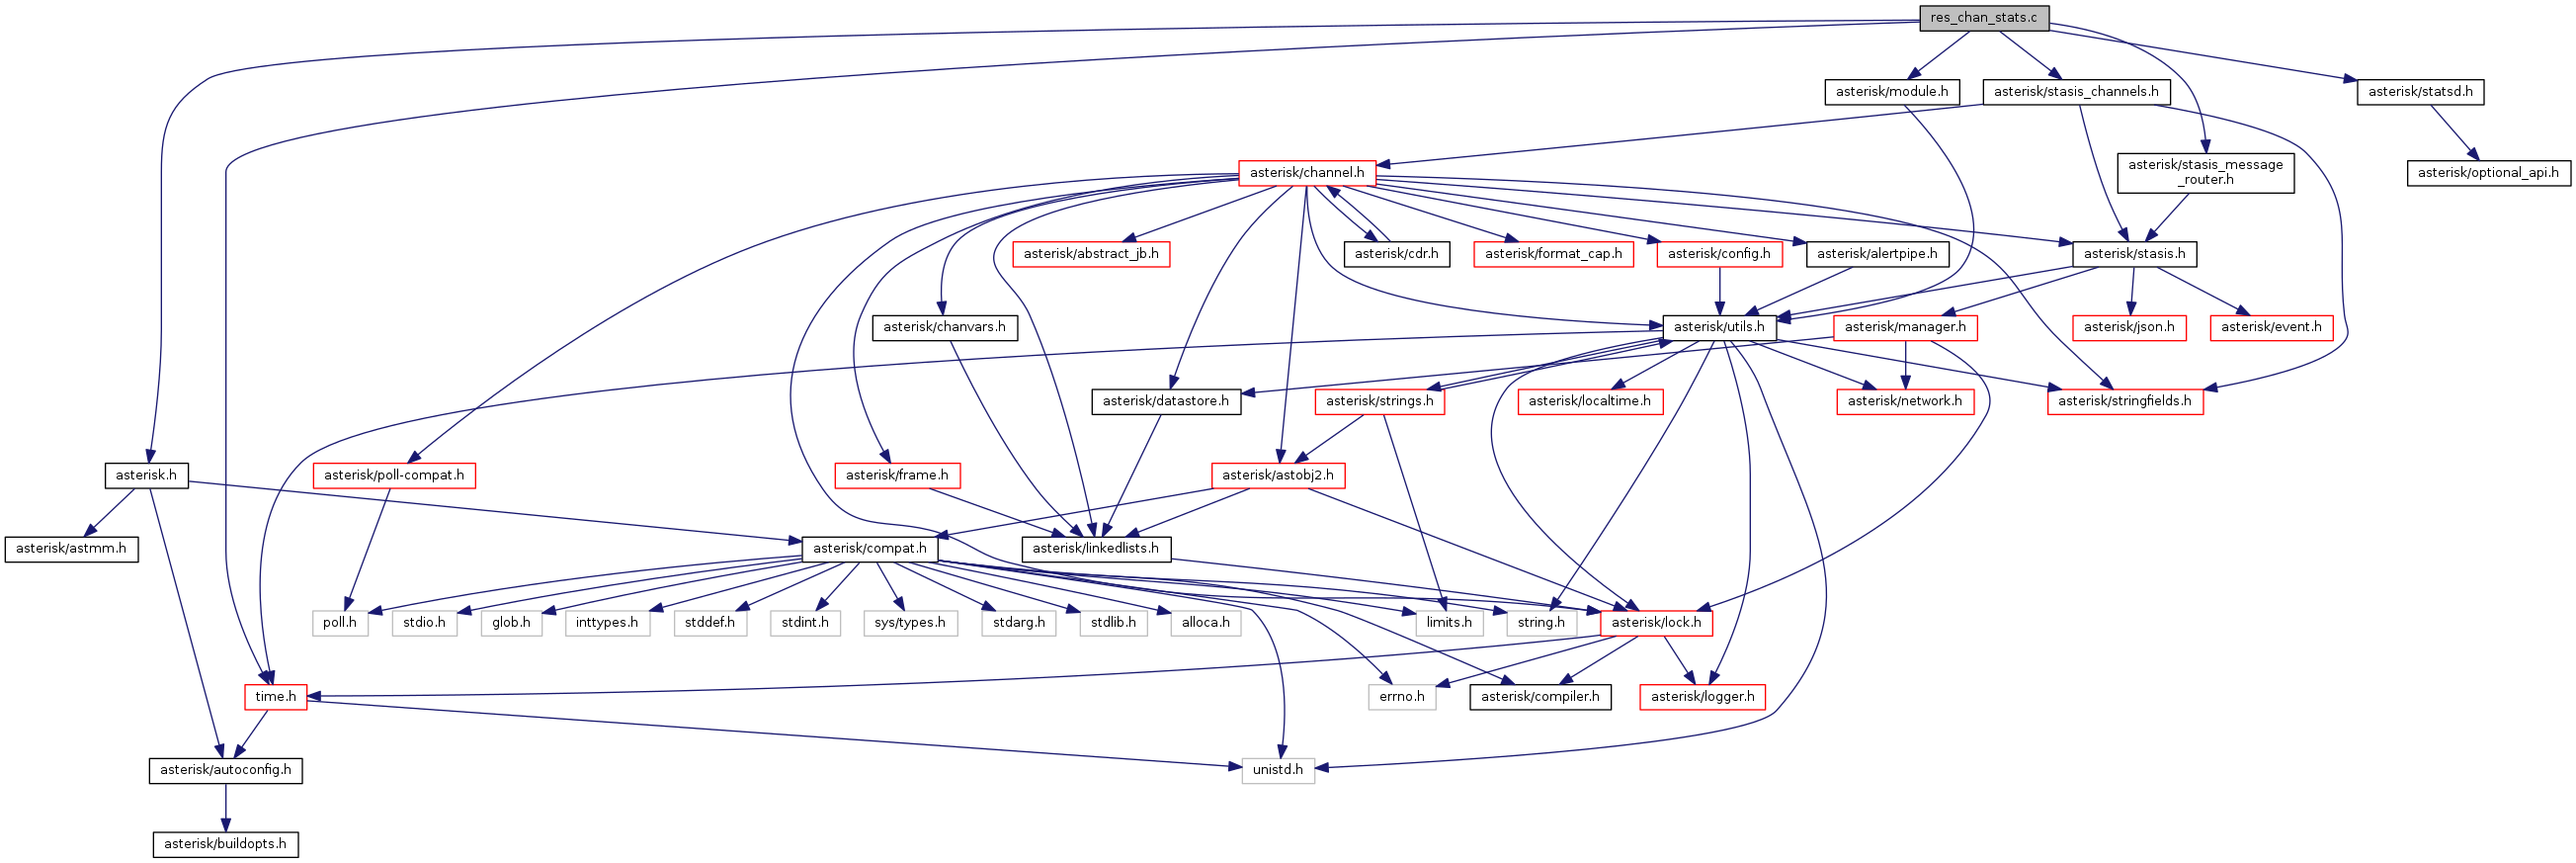 res_chan_stats.c
asterisk/module.h
asterisk/stasis_channels.h
asterisk/statsd.h
asterisk/channel.h
asterisk/stasis_message
_router.h
asterisk/optional_api.h
asterisk/abstract_jb.h
asterisk/cdr.h
asterisk/format_cap.h
asterisk/config.h
asterisk/alertpipe.h
asterisk/stasis.h
asterisk/chanvars.h
asterisk/utils.h
asterisk/manager.h
asterisk/json.h
asterisk/event.h
asterisk/datastore.h
asterisk/strings.h
asterisk/localtime.h
asterisk/network.h
asterisk/stringfields.h
asterisk.h
asterisk/poll-compat.h
asterisk/frame.h
asterisk/astobj2.h
asterisk/astmm.h
asterisk/compat.h
asterisk/linkedlists.h
poll.h
stdio.h
glob.h
inttypes.h
stddef.h
stdint.h
sys/types.h
stdarg.h
stdlib.h
alloca.h
limits.h
string.h
asterisk/lock.h
time.h
errno.h
asterisk/compiler.h
asterisk/logger.h
asterisk/autoconfig.h
unistd.h
asterisk/buildopts.h